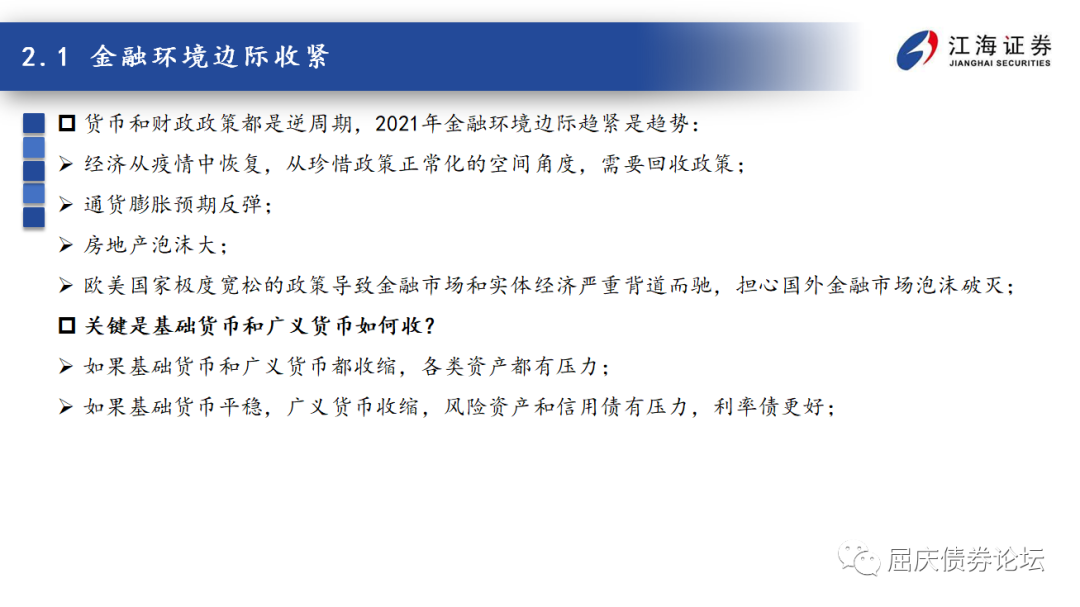 2.1 金融环境边际收紧
江海证券
JIANGHAI SECURITIES
货币和财政政策都是逆周期，2021年金融环境边际趋紧是趋势：
经济从疫情中恢复，从珍惜政策正常化的空间角度，需要回收政策；
通货膨胀预期反弹；
房地产泡沫大；
欧美国家极度宽松的政策导致金融市场和实体经济严重背道而驰，担心国外金融市场泡沫破灭；
关键是基础货币和广义货币如何收？
如果基础货币和广义货币都收缩，各类资产都有压力；
如果基础货币平稳，广义货币收缩，风险资产和信用债有压力，利率债更好；
屈庆债券论坛